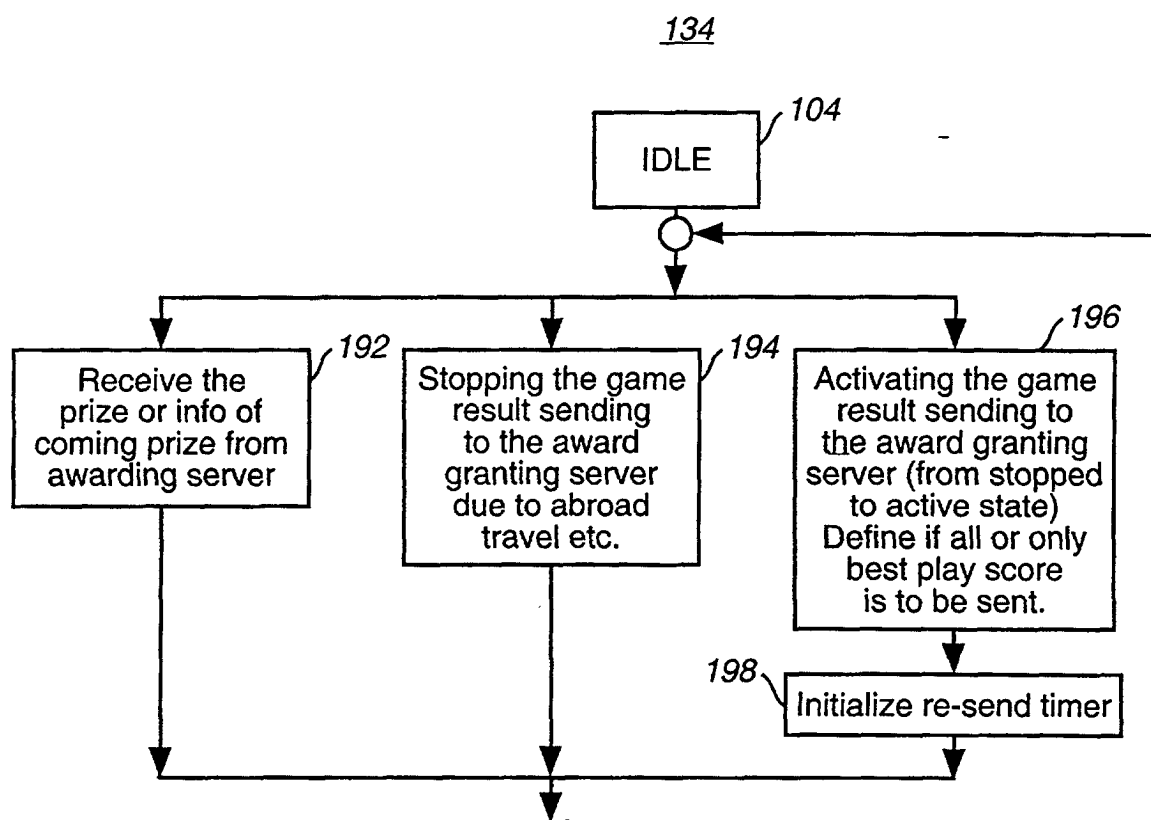 134
104
IDLE
192
Receive the
prize or info of
coming prize from
awarding server
194
Stopping the game
result sending
to the award
granting server
due to abroad
travel etc.
196
Activating the game
result sending to
the award granting
server (from stopped
to active state)
Define if all or only
best play score
is to be sent.
198
Initialize re-send timer